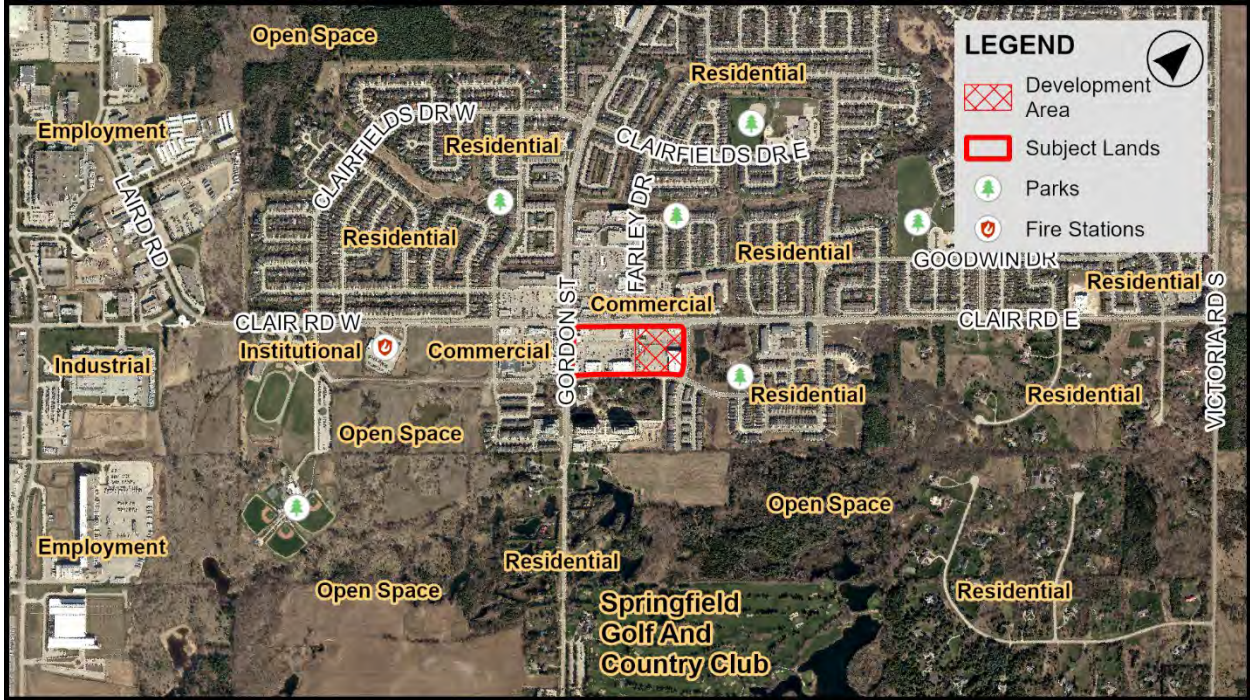 Open Space
LEGEND
Development
Area
Subject Lands
Parks
Fire Stations
Residential
Employment
CLAIRFIELDS DR W
Residential
CLAIRFIELDS DR E
LAIRD RD
FARLEY DR
Residential
Residential
GOODWIN DR
Residential
GORDON ST
Commercial
CLAIR RD W
CLAIR RD E
VICTORIA RD S
Institutional
Commercial
Industrial
Residential
Residential
Open Space
Open Space
Employment
Residential
Open Space
Residential
Springfield
Golf And
Country Club